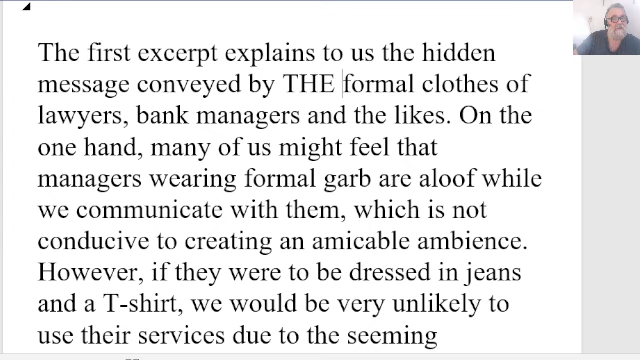 The first excerpt explains to us the hidden
message conveyed by THE formal clothes of
lawyers, bank managers and the likes. On the
one hand, many of us might feel that
managers wearing formal garb are aloof while
we communicate with them, which is not
conducive to creating an amicable ambience.
However, if they were to be dressed in jeans
and a T-shirt, we would be very unlikely to
use their services due to the seeming